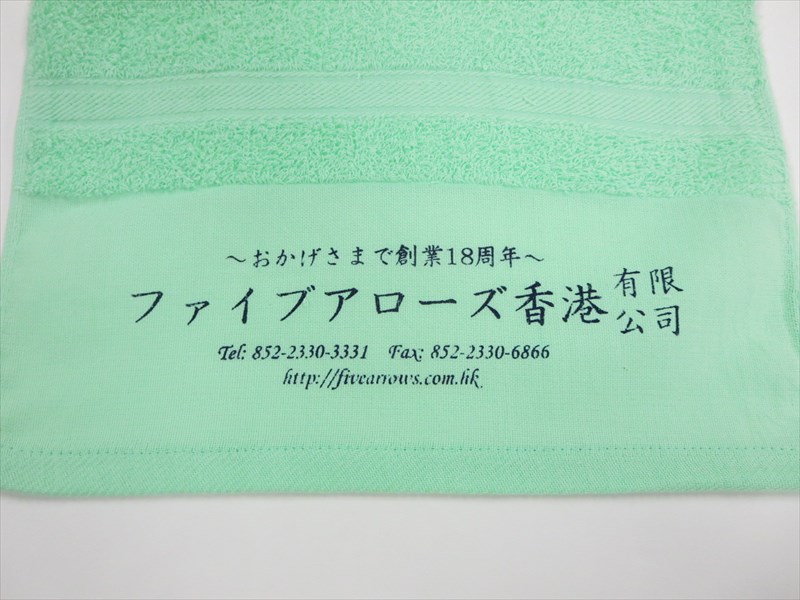 ～おかげさまで創業18周年～
ファイブアローズ香港有限公司
Tel: 852-2330-3331 Fax: 852-2330-6866
http://fivearrows.com.hk